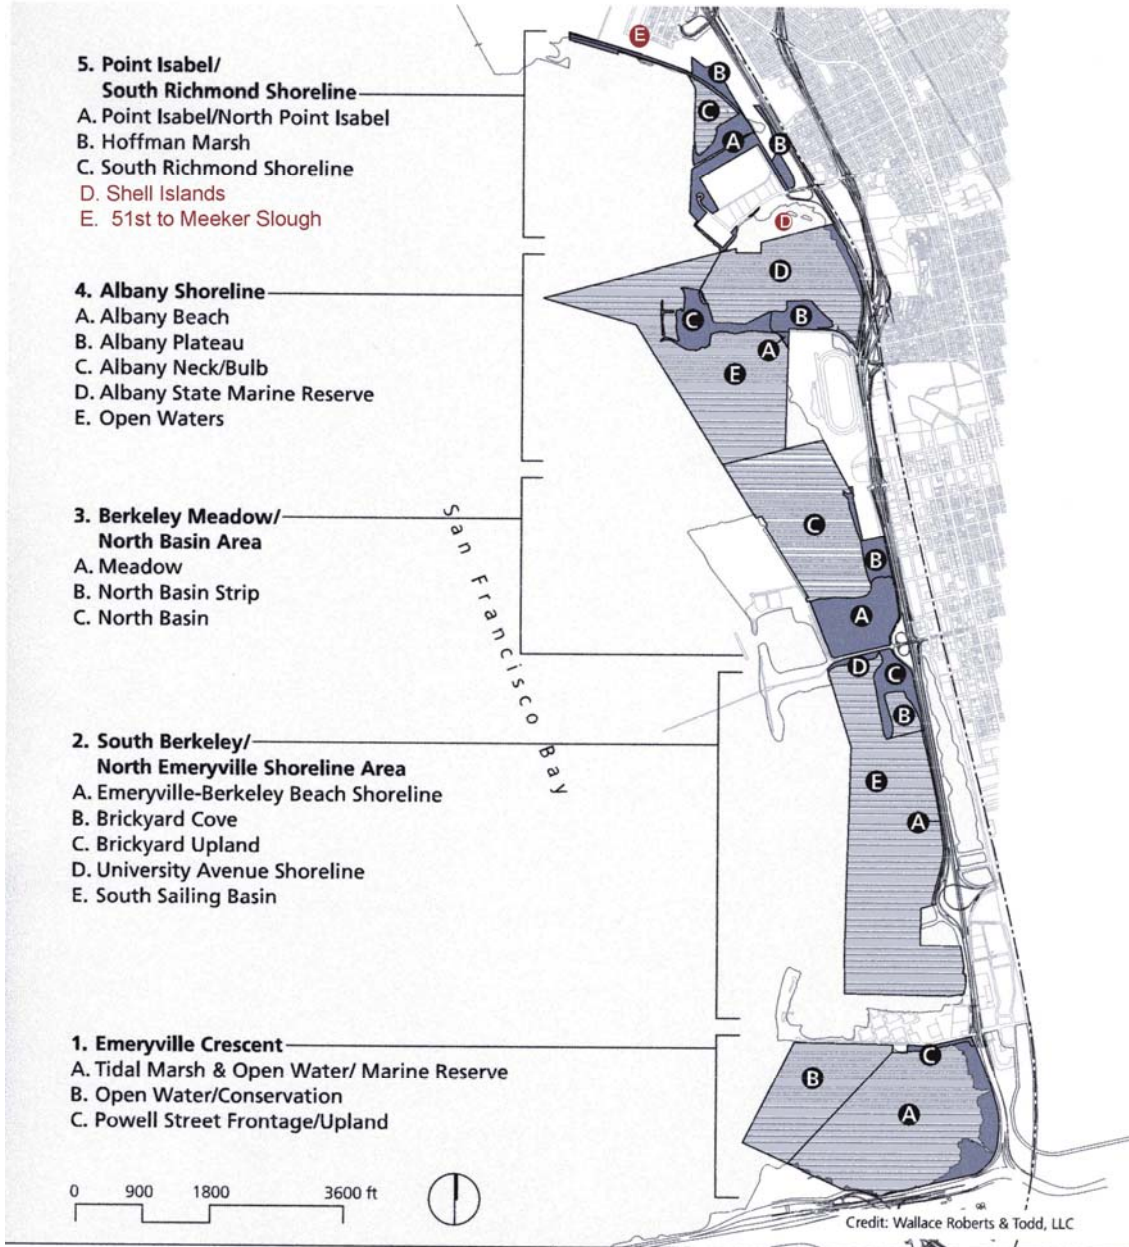 5. Point Isabel/
South Richmond Shoreline
A. Point Isabel/North Point Isabel
B. Hoffman Marsh
C. South Richmond Shoreline
D. Shell Islands
E. 51st to Meeker Slough
4. Albany Shoreline
A. Albany Beach
B. Albany Plateau
C. Albany Neck/Bulb
D. Albany State Marine Reserve
E. Open Waters
3. Berkeley Meadow/
North Basin Area
A. Meadow
B. North Basin Strip
C. North Basin
2. South Berkeley/
North Emeryville Shoreline Area
A. Emeryville-Berkeley Beach Shoreline
B. Brickyard Cove
C. Brickyard Upland
D. University Avenue Shoreline
E. South Sailing Basin
1. Emeryville Crescent
A. Tidal Marsh & Open Water/ Marine Reserve
B. Open Water/Conservation
C. Powell Street Frontage/Upland
0 900 1800 3600 ft
San Francisco Bay
E
B
C
A
B
D
D
C
B
A
E
C
B
A
D
C
B
E
A
C
B
A
Credit: Wallace Roberts & Todd, LLC